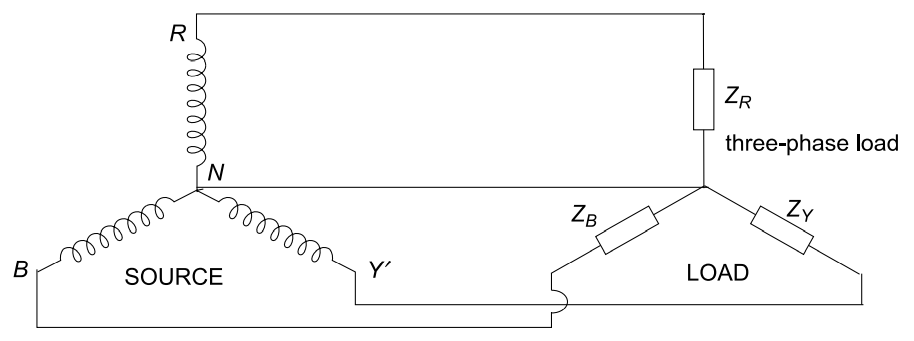 R
Z_R
three-phase load
N
Z_B
Z_Y
B
SOURCE
Y′
LOAD